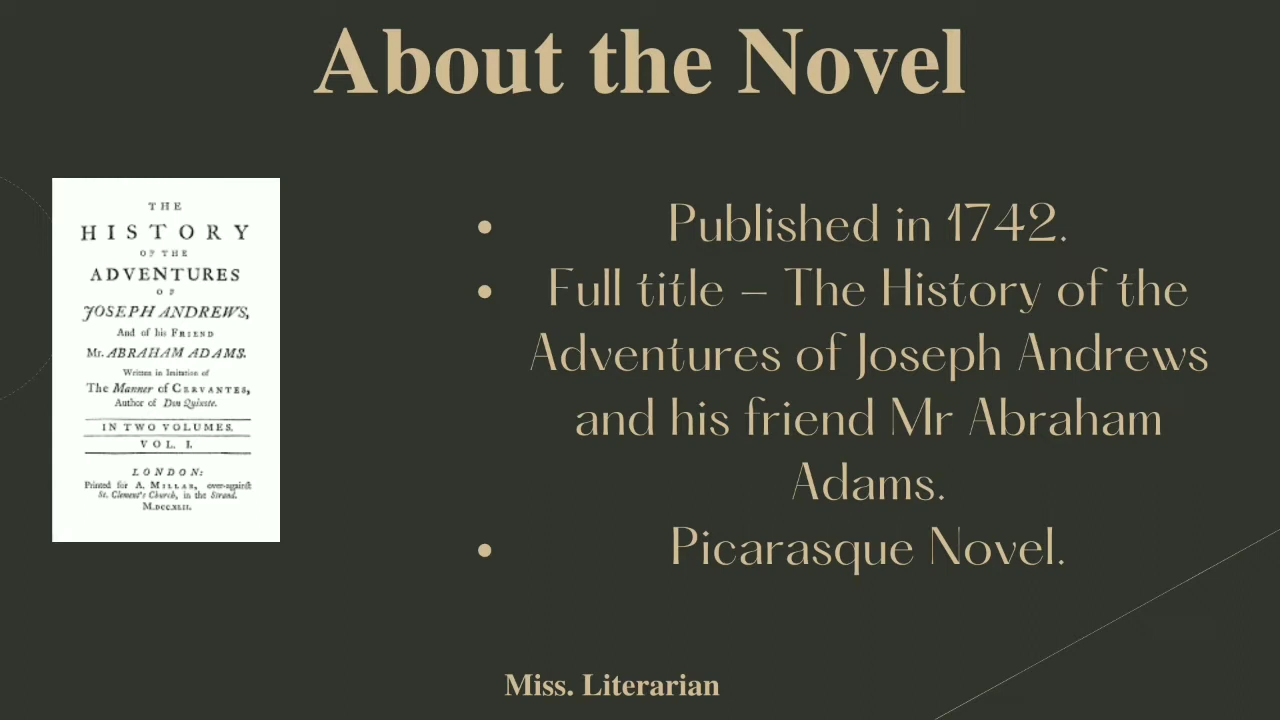 About the Novel
THE
HISTORY
OF THE
ADVENTURES
OF
JOSEPH ANDREWS,
And of his FRIEND
Mr. ABRAHAM ADAMS.
Written in Imitation of
The Manner of CERVANTES,
Author of Don Quixote.
IN TWO VOLUMES.
VOL. I.
LONDON:
Printed for A. MILLAR, over-against
St. Clement's Church, in the Strand.
M.DCC.XLII.
• Published in 1742.
• Full title – The History of the
Adventures of Joseph Andrews
and his friend Mr Abraham
Adams.
• Picarasque Novel.
Miss. Literarian